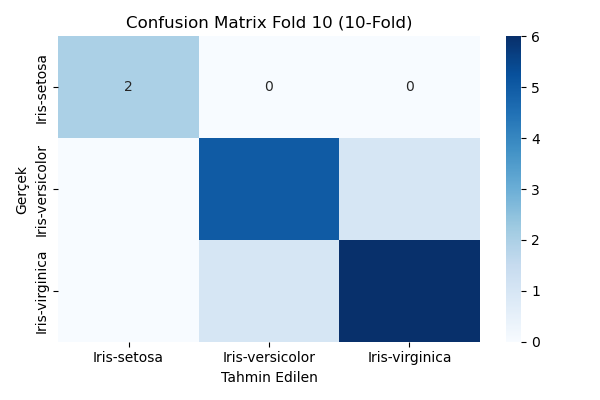 Confusion Matrix Fold 10 (10-Fold)
Iris-setosa
Iris-versicolor
Iris-virginica
Gerçek
2 0 0
Iris-setosa Iris-versicolor Iris-virginica
Tahmin Edilen
6
5
4
3
2
1
0